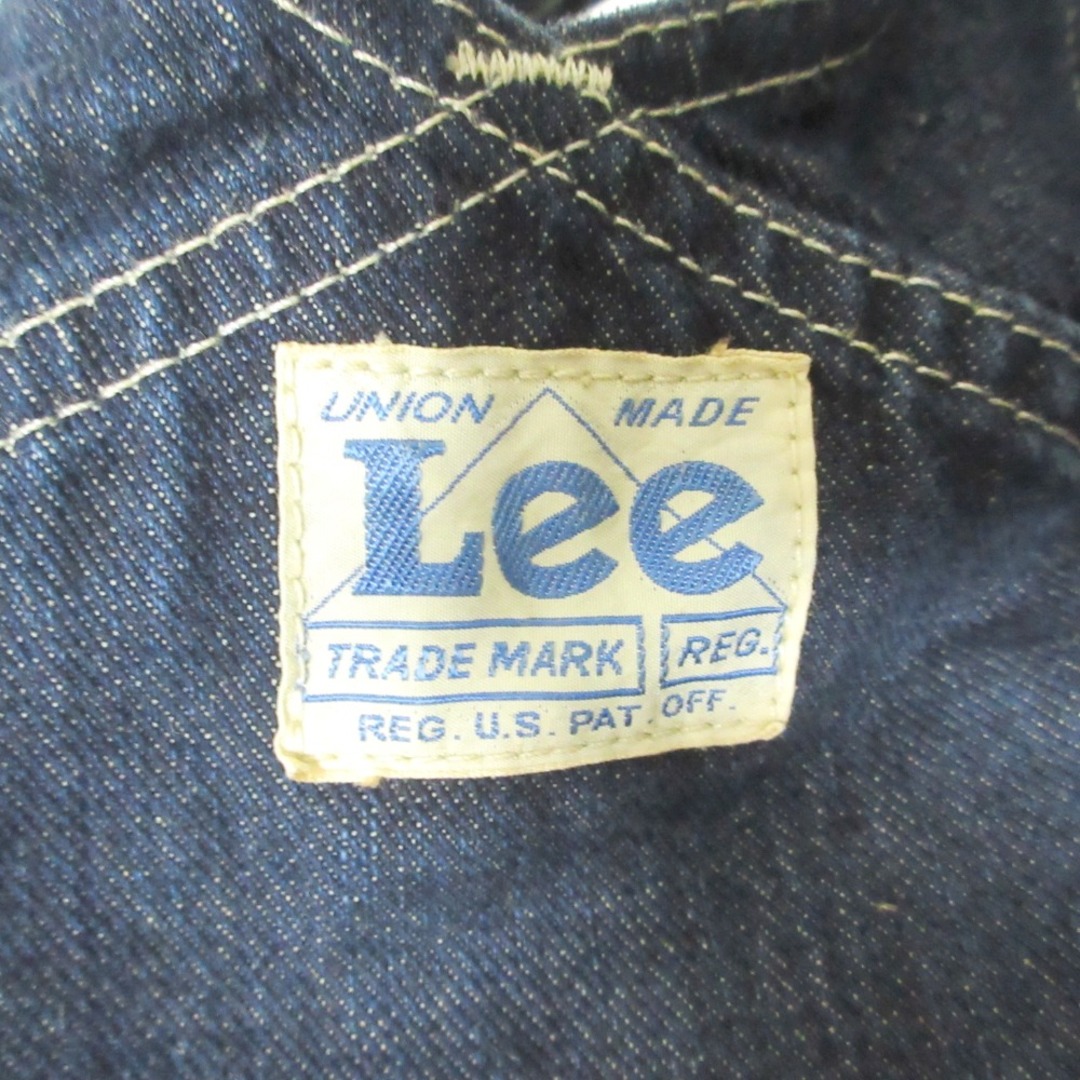 UNION MADE
Lee
TRADE MARK REG.
REG. U.S. PAT. OFF.